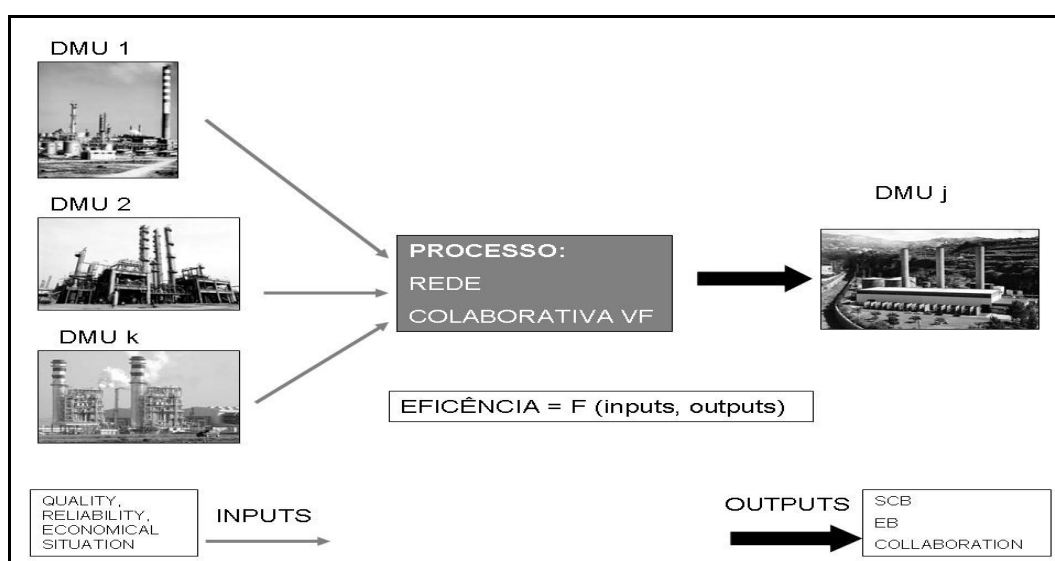 DMU 1
DMU 2
DMU k
PROCESSO:
REDE
COLABORATIVA VF
DMU j
EFICÊNCIA = F (inputs, outputs)
QUALITY,
RELIABILITY,
ECONOMICAL
SITUATION
INPUTS
OUTPUTS
SCB
EB
COLLABORATION